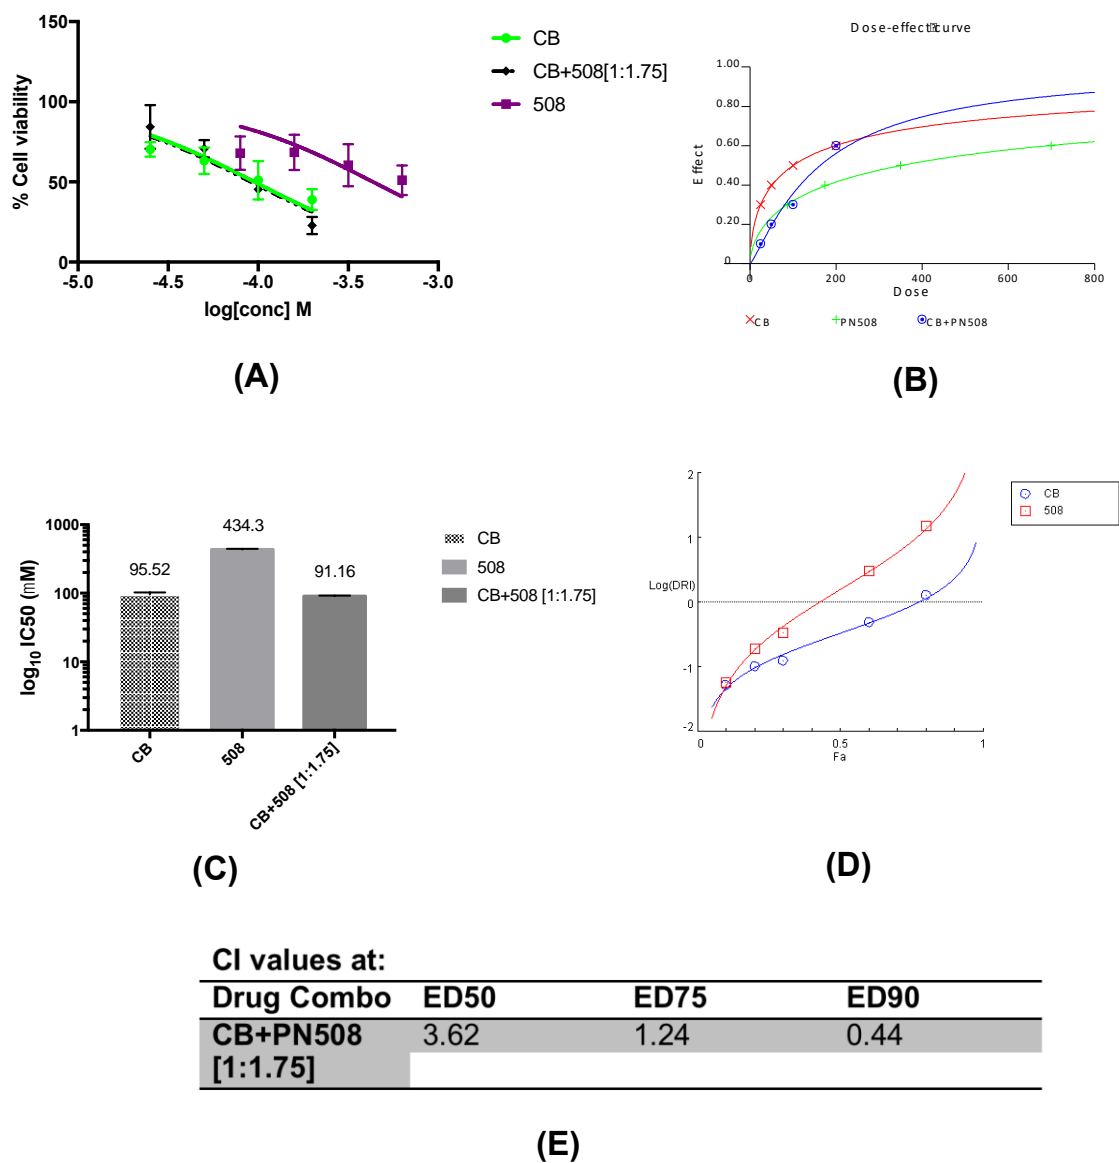 150
100
50
0
% Cell viability
-5.0 -4.5 -4.0 -3.5 -3.0
log[conc] M
CB
CB+508[1:1.75]
508
(A)
Dose-effect curve
1.00
0.80
0.60
0.40
0.20
0
Effect
0 200 400 600 800
Dose
CB PN508 CB+PN508
(B)
1000
100
10
1
log10 IC50 (mM)
95.52
434.3
91.16
CB
508
CB+508 [1:1.75]
CB
508
CB+508 [1:1.75]
(C)
2
1
Log(DRI)
0
-1
-2
0 0.5 1
Fa
CB
508
(D)
CI values at:
Drug Combo ED50 ED75 ED90
CB+PN508 3.62 1.24 0.44
[1:1.75]
(E)